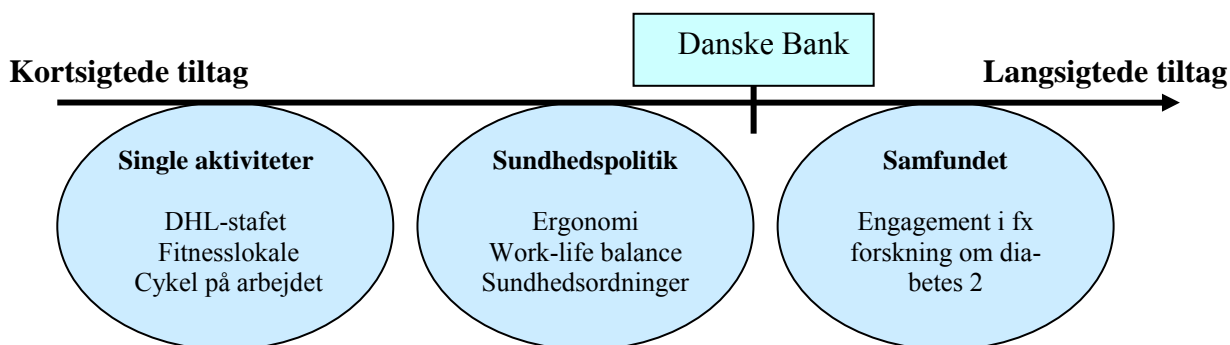 Danske Bank
Kortsigtede tiltag
Langsigtede tiltag
Single aktiviteter
DHL-stafet
Fitnesslokale
Cykel på arbejdet
Sundhedspolitik
Ergonomi
Work-life balance
Sundhedsordninger
Samfundet
Engagement i fx
forskning om dia-
betes 2